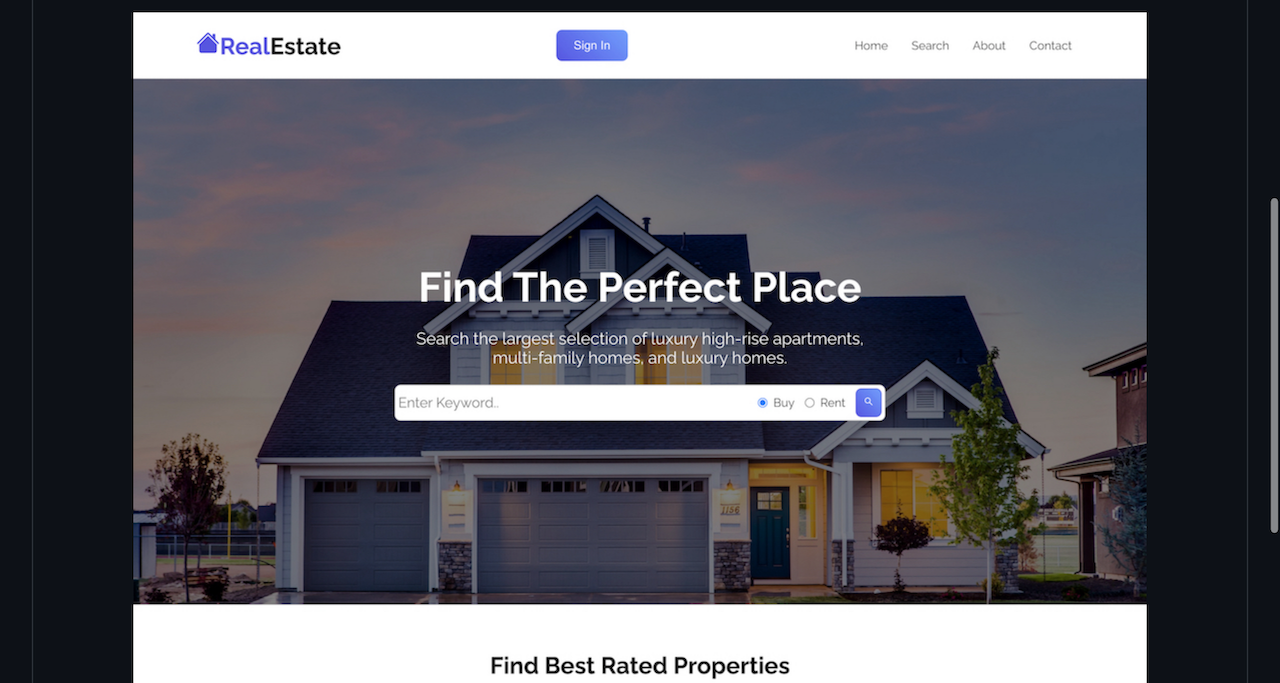 RealEstate
Sign In
Home Search About Contact
Find The Perfect Place
Search the largest selection of luxury high-rise apartments,
multi-family homes, and luxury homes.
Enter Keyword..
Buy Rent
1186
Find Best Rated Properties